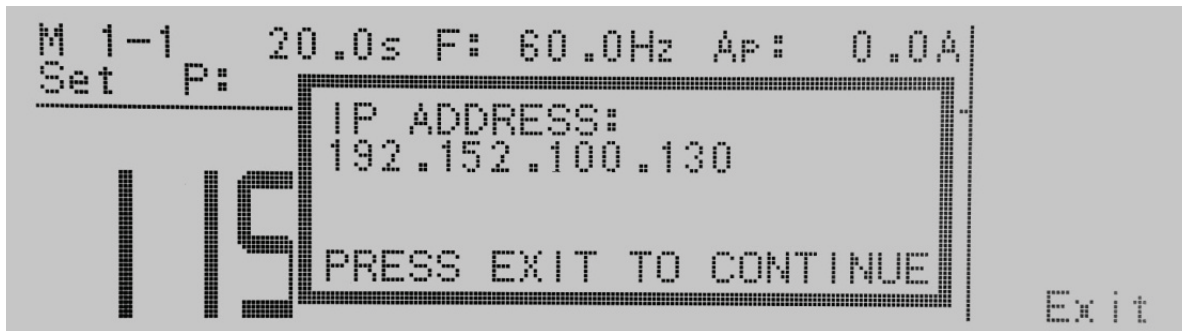 M 1-1 20.0s F: 60.0Hz Ap: 0.0A
Set P:
IP ADDRESS:
192.152.100.130
115
PRESS EXIT TO CONTINUE
Exit